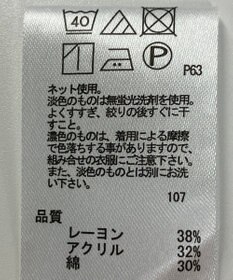 40
P
P63
ネット使用。
淡色のものは無蛍光洗剤を使用。
よくすすぎ、絞りの後すぐに干
すこと。
濃色のものは、着用による摩擦
で色落ちする事がありますので、
組み合せの衣服にご注意下さい。
また、淡色のものとは別にお洗
い下さい。
107
品質
レーヨン 38%
アクリル 32%
綿 30%